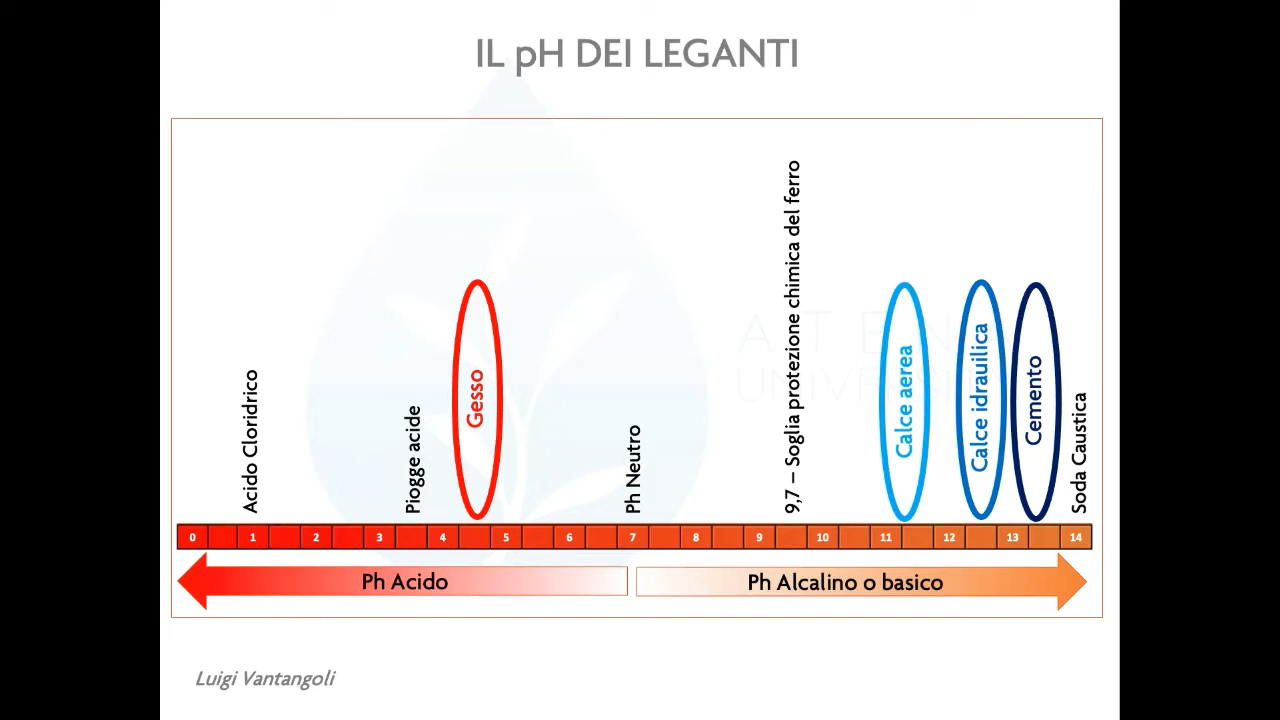 IL pH DEI LEGANTI
Acido Cloridrico
Piogge acide
Gesso
Ph Neutro
9,7 – Soglia protezione chimica del ferro
Calce aerea
Calce idrauilica
Cemento
Soda Caustica
0 1 2 3 4 5 6 7 8 9 10 11 12 13 14
Ph Acido
Ph Alcalino o basico
Luigi Vantangoli